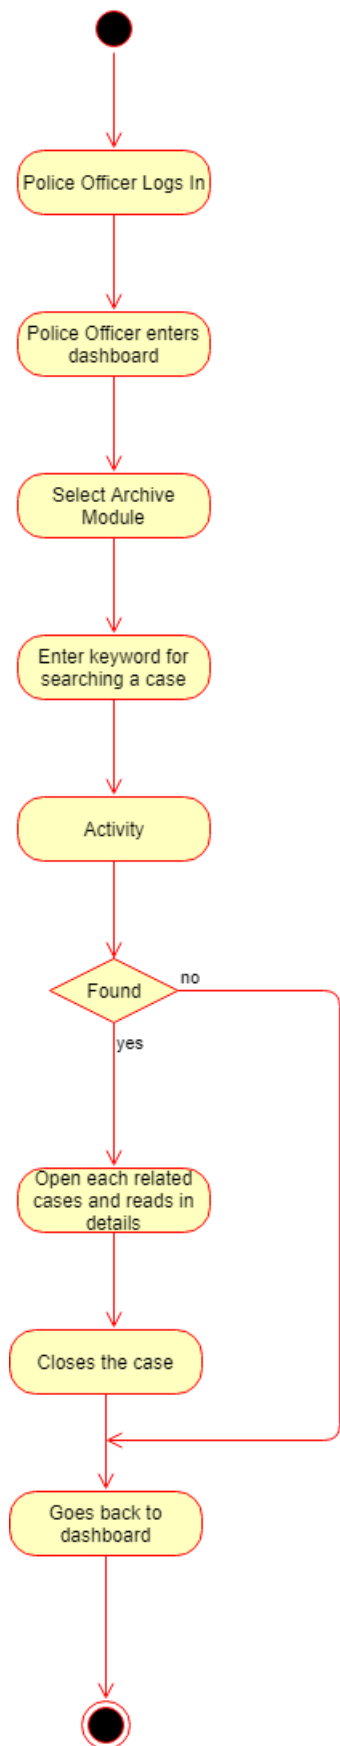 Police Officer Logs In
Police Officer enters
dashboard
Select Archive
Module
Enter keyword for
searching a case
Activity
Found
no
yes
Open each related
cases and reads in
details
Closes the case
Goes back to
dashboard